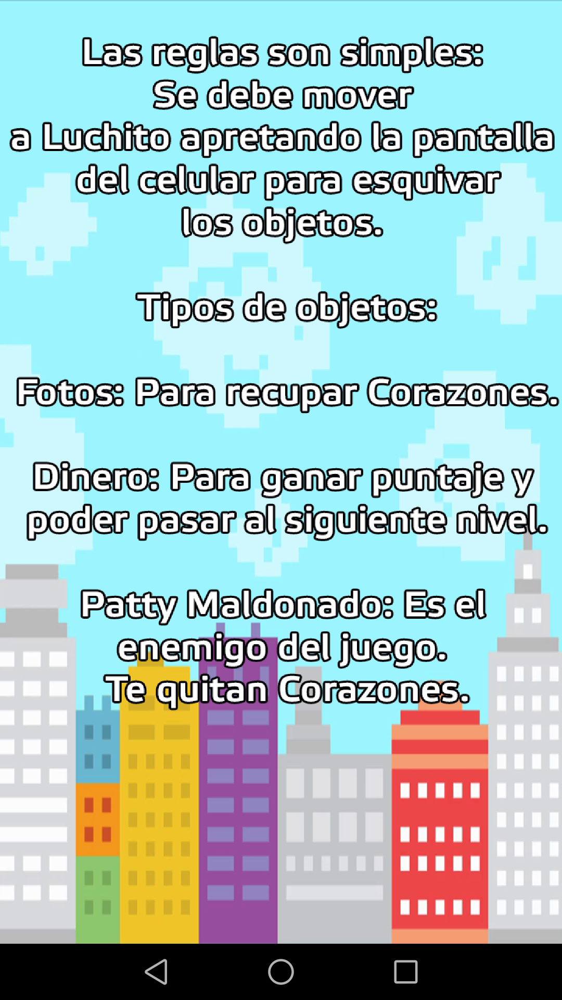 Las reglas son simples:
Se debe mover
a Luchito apretando la pantalla
del celular para esquivar
los objetos.
Tipos de objetos:
Fotos: Para recupar Corazones.
Dinero: Para ganar puntaje y
poder pasar al siguiente nivel.
Patty Maldonado: Es el
enemigo del juego.
Te quitan Corazones.